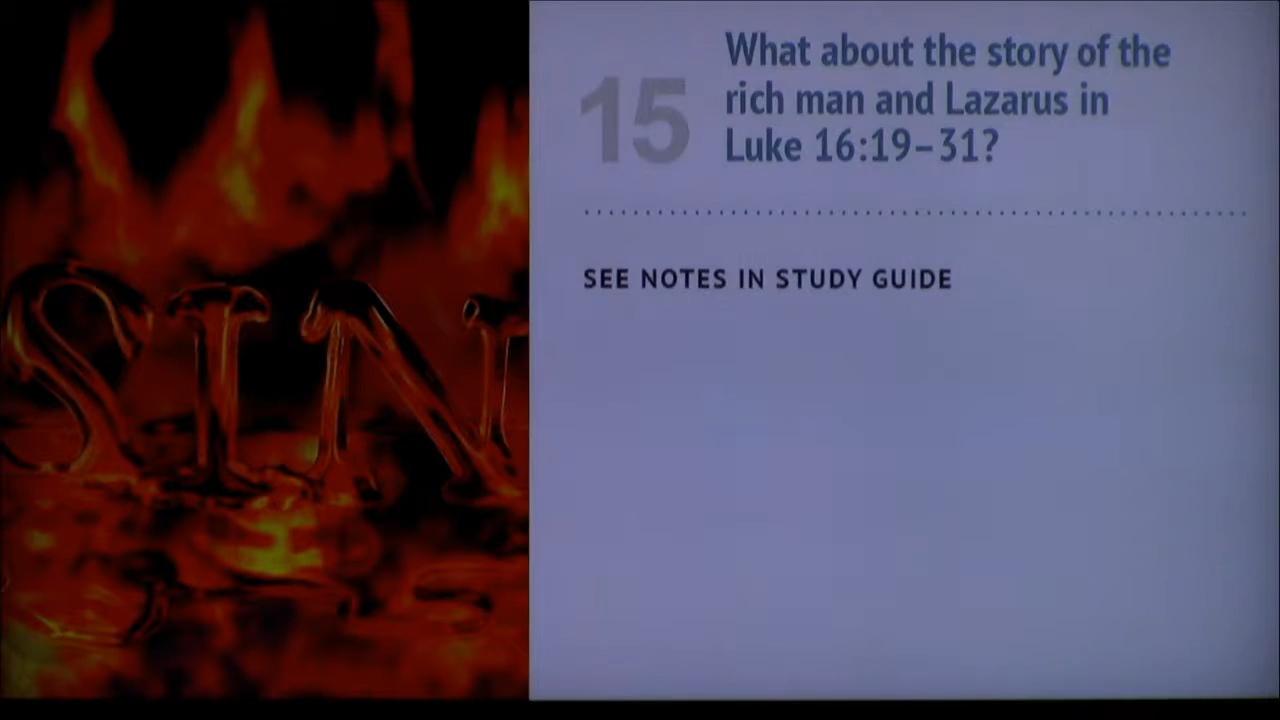 SIN
15
What about the story of the
rich man and Lazarus in
Luke 16:19–31?
SEE NOTES IN STUDY GUIDE